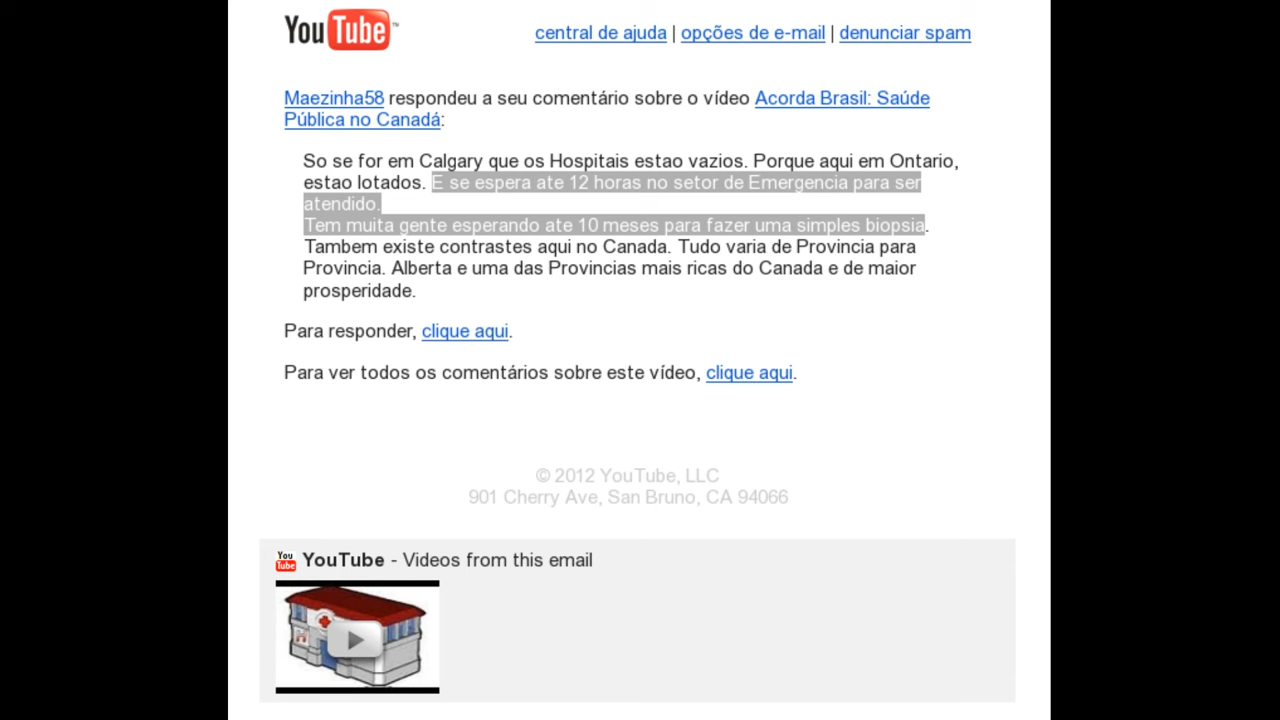 YouTube™
central de ajuda | opções de e-mail | denunciar spam
Maezinha58 respondeu a seu comentário sobre o vídeo Acorda Brasil: Saúde
Pública no Canadá:
So se for em Calgary que os Hospitais estao vazios. Porque aqui em Ontario,
estao lotados. E se espera ate 12 horas no setor de Emergencia para ser
atendido.
Tem muita gente esperando ate 10 meses para fazer uma simples biopsia.
Tambem existe contrastes aqui no Canada. Tudo varia de Provincia para
Provincia. Alberta e uma das Provincias mais ricas do Canada e de maior
prosperidade.
Para responder, clique aqui.
Para ver todos os comentários sobre este vídeo, clique aqui.
© 2012 YouTube, LLC
901 Cherry Ave, San Bruno, CA 94066
You
Tube
YouTube - Videos from this email